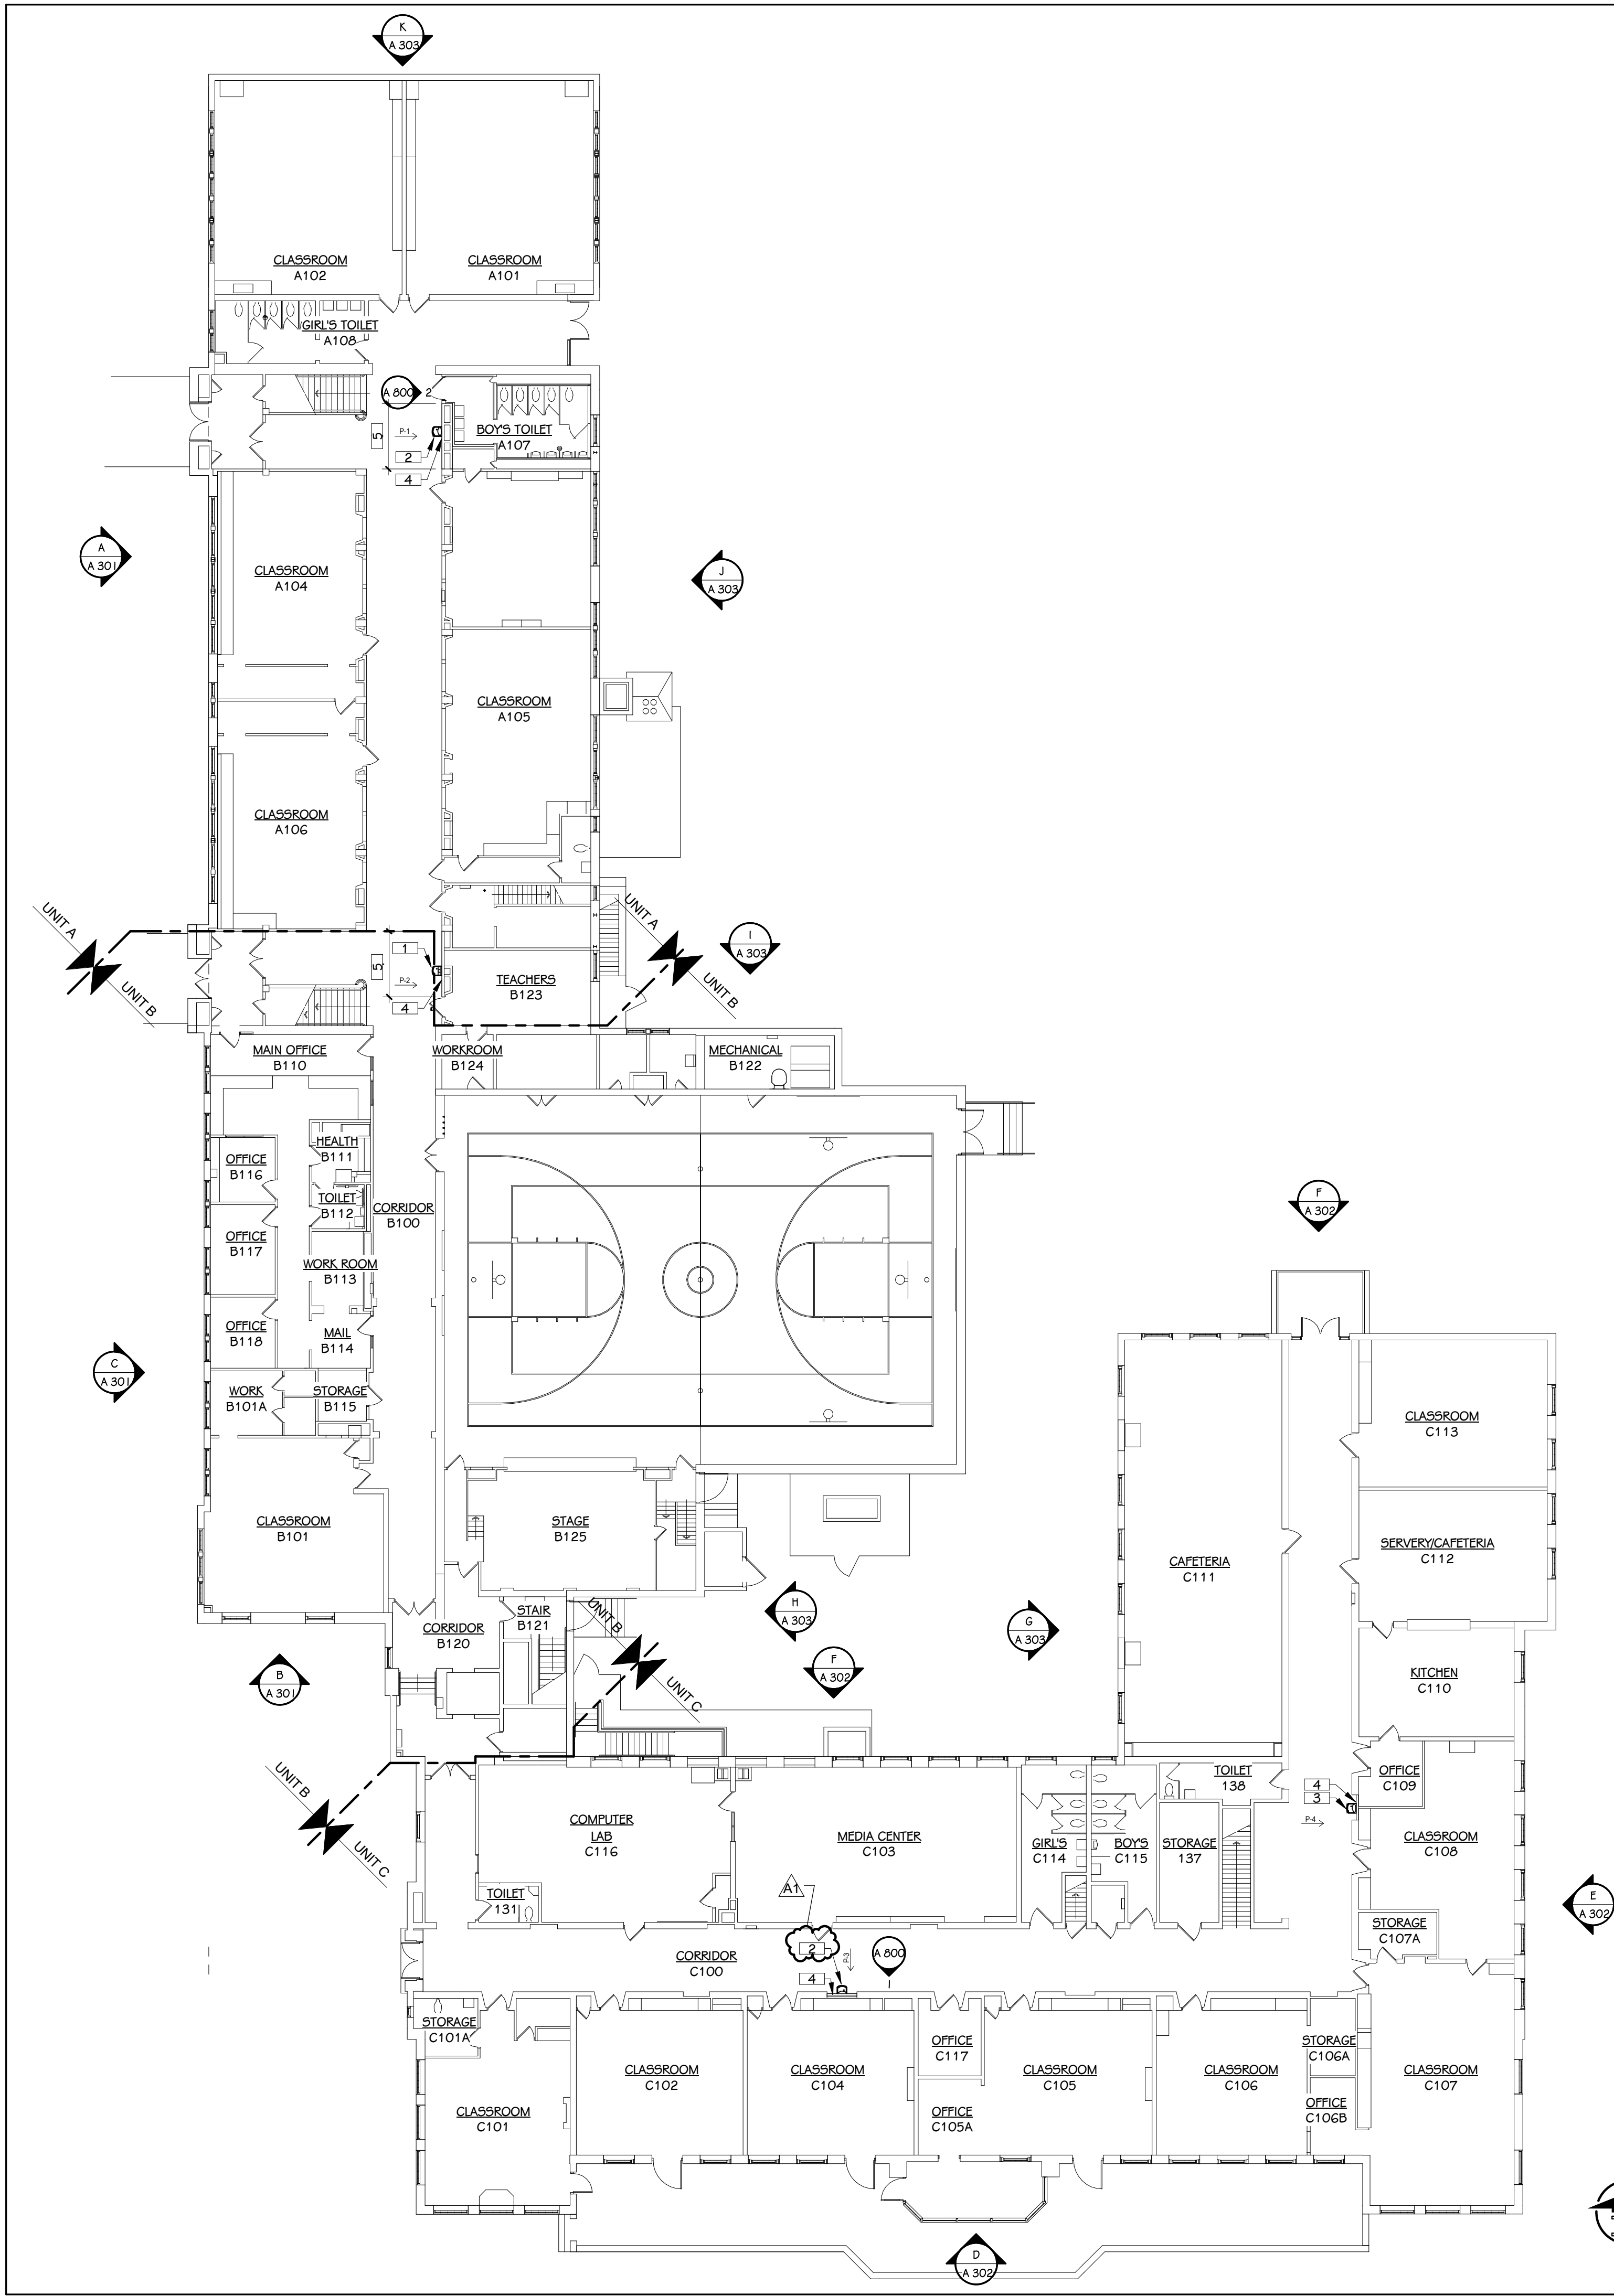 K
A 303
CLASSROOM
A102
CLASSROOM
A101
GIRL'S TOILET
A108
A 800
2
P-1
5
2
4
BOY'S TOILET
A107
A
A 301
CLASSROOM
A104
J
A 303
CLASSROOM
A105
CLASSROOM
A106
UNIT A
UNIT B
UNIT A
UNIT B
I
A 303
1
5
P-2
4
TEACHERS
B123
MAIN OFFICE
B110
WORKROOM
B124
MECHANICAL
B122
HEALTH
B111
OFFICE
B116
TOILET
B112
CORRIDOR
B100
OFFICE
B117
WORK ROOM
B113
OFFICE
B118
MAIL
B114
C
A 301
WORK
B101A
STORAGE
B115
F
A 302
CLASSROOM
C113
CLASSROOM
B101
STAGE
B125
SERVERY/CAFETERIA
C112
CAFETERIA
C111
H
A 303
G
A 303
STAIR
B121
CORRIDOR
B120
UNIT B
UNIT C
F
A 302
B
A 301
KITCHEN
C110
UNIT B
UNIT C
TOILET
138
OFFICE
C109
4
3
P-4
COMPUTER
LAB
C116
MEDIA CENTER
C103
GIRL'S
C114
BOY'S
C115
STORAGE
137
CLASSROOM
C108
A1
TOILET
131
E
A 302
STORAGE
C107A
CORRIDOR
C100
2
P-3
A 800
1
4
STORAGE
C101A
OFFICE
C117
STORAGE
C106A
CLASSROOM
C102
CLASSROOM
C104
CLASSROOM
C105
CLASSROOM
C106
CLASSROOM
C107
CLASSROOM
C101
OFFICE
C105A
OFFICE
C106B
D
A 302